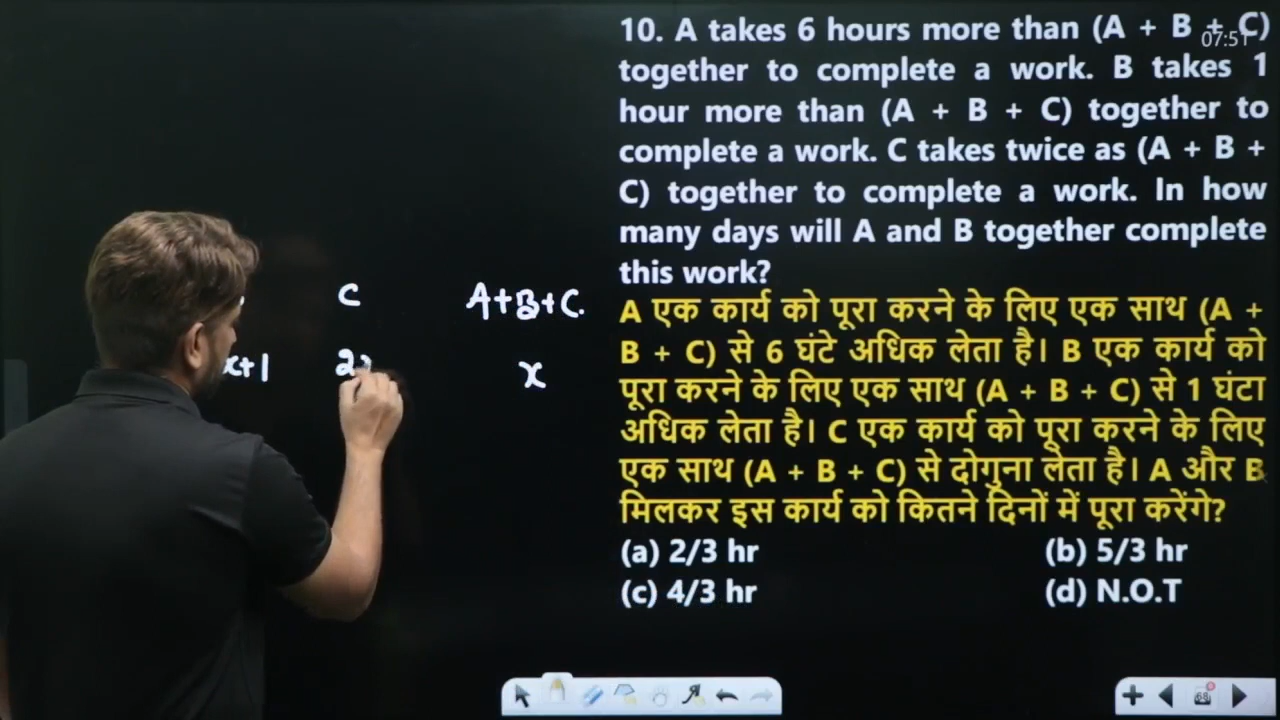 10. A takes 6 hours more than (A + B + C)
07:51
together to complete a work. B takes 1
hour more than (A + B + C) together to
complete a work. C takes twice as (A + B +
C) together to complete a work. In how
many days will A and B together complete
this work?
C A+B+C.
x+1 2 x
A एक कार्य को पूरा करने के लिए एक साथ (A +
B + C) से 6 घंटे अधिक लेता है। B एक कार्य को
पूरा करने के लिए एक साथ (A + B + C) से 1 घंटा
अधिक लेता है। C एक कार्य को पूरा करने के लिए
एक साथ (A + B + C) से दोगुना लेता है। A और B
मिलकर इस कार्य को कितने दिनों में पूरा करेंगे?
(a) 2/3 hr (b) 5/3 hr
(c) 4/3 hr (d) N.O.T
68